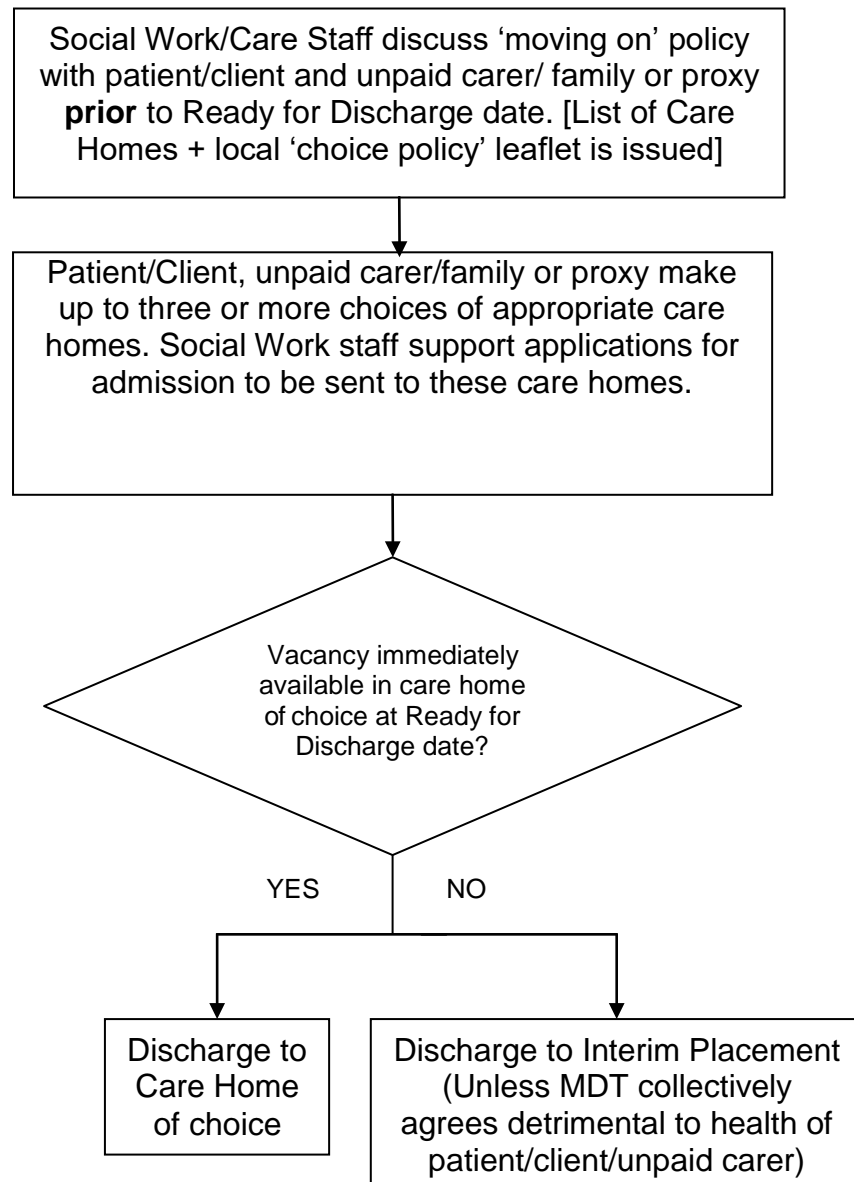 Social Work/Care Staff discuss ‘moving on’ policy
with patient/client and unpaid carer/ family or proxy
prior to Ready for Discharge date. [List of Care
Homes + local ‘choice policy’ leaflet is issued]
Patient/Client, unpaid carer/family or proxy make
up to three or more choices of appropriate care
homes. Social Work staff support applications for
admission to be sent to these care homes.
Vacancy immediately
available in care home
of choice at Ready for
Discharge date?
YES
NO
Discharge to
Care Home
of choice
Discharge to Interim Placement
(Unless MDT collectively
agrees detrimental to health of
patient/client/unpaid carer)